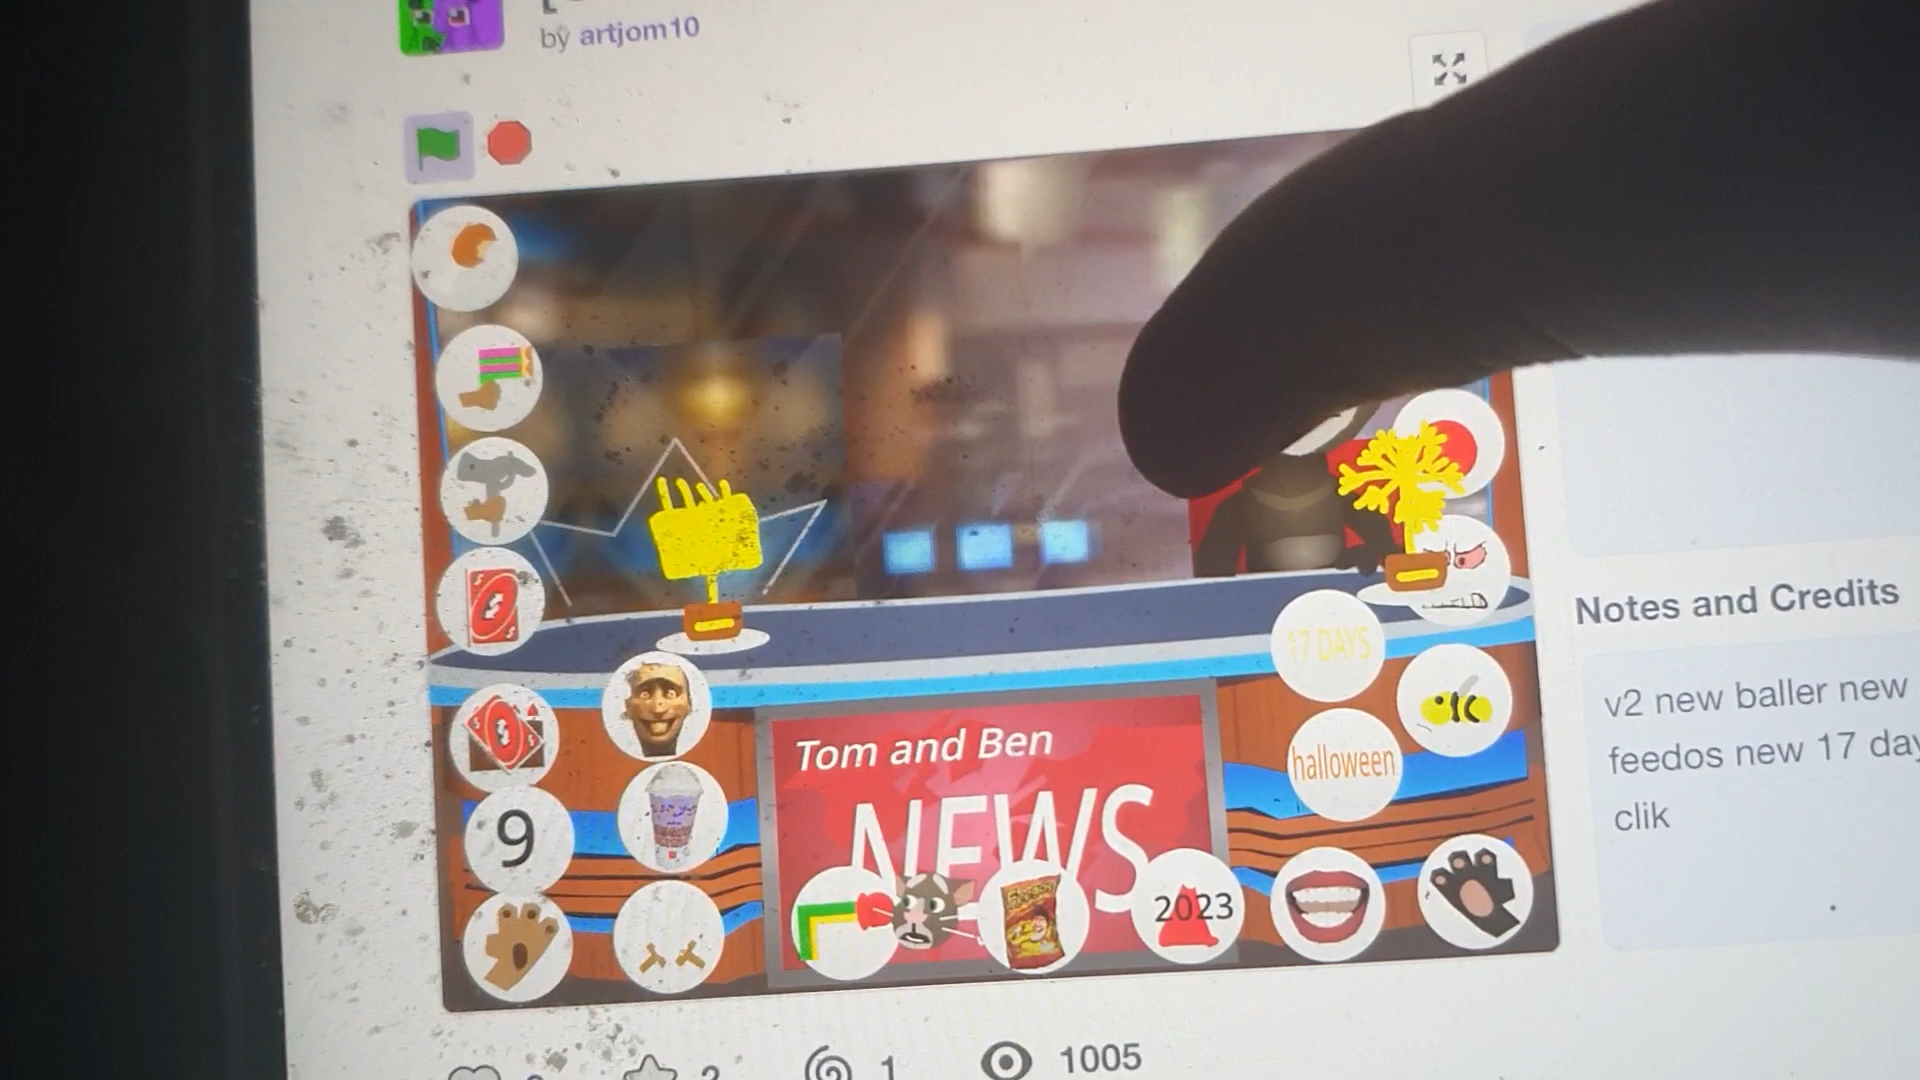 by artjom10
17 DAYS
Tom and Ben
NEWS
halloween
9
2023
Notes and Credits
v2 new baller new
feedos new 17 day
clik
1
1005